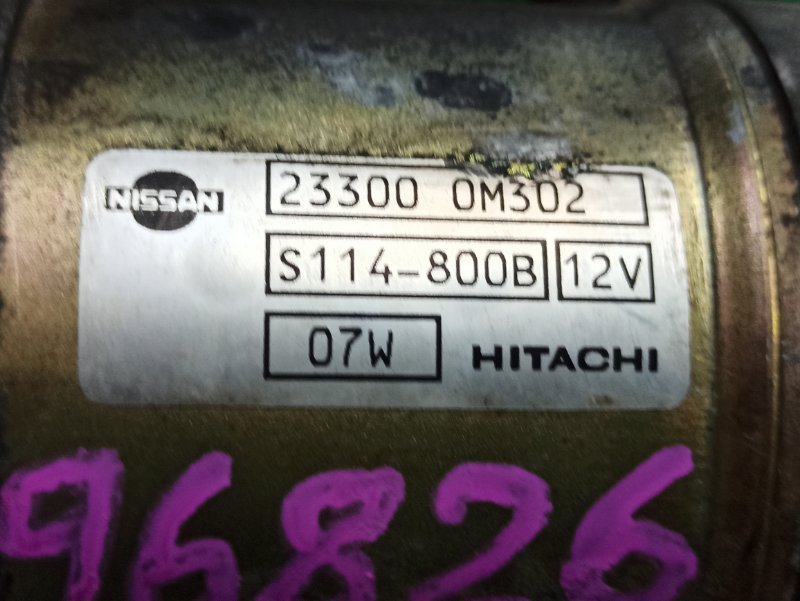 NISSAN 23300 0M302
S114-800B 12V
07W HITACHI
96826